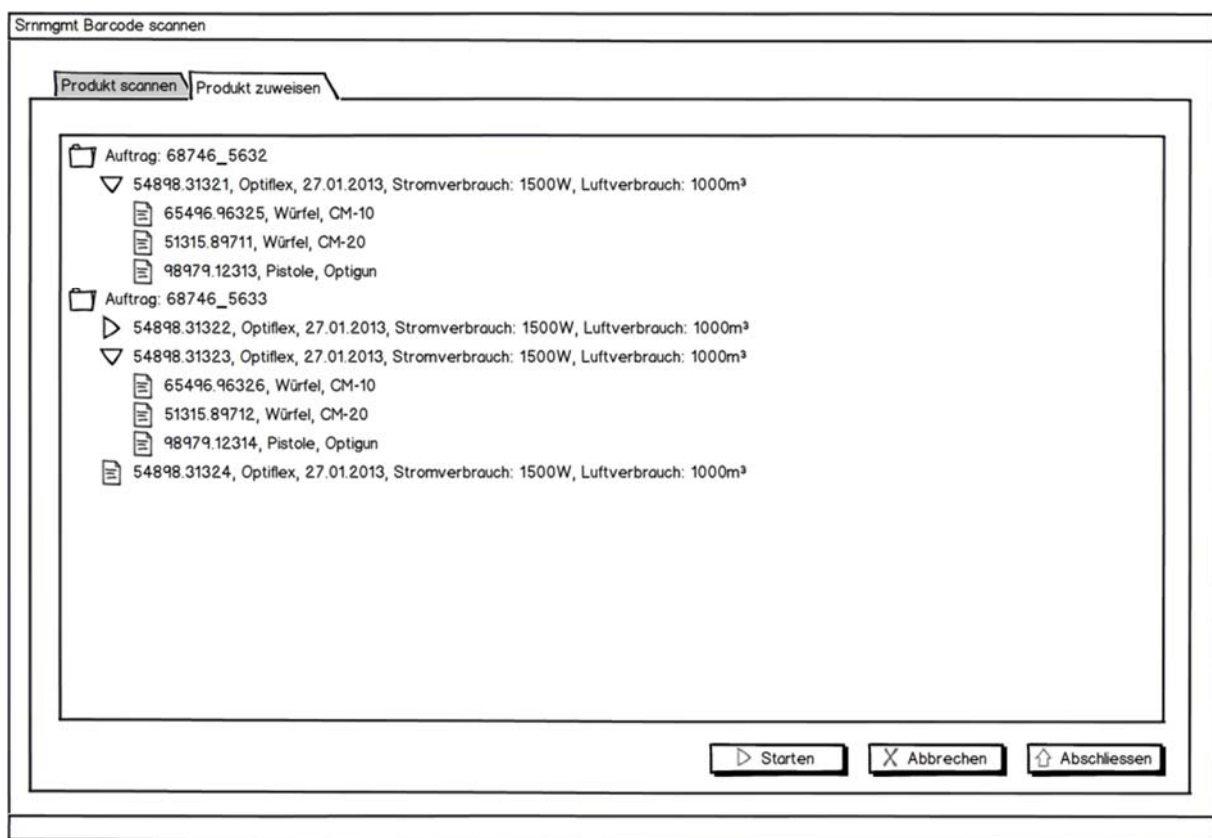 Srnmgmt Barcode scannen
Produkt scannen Produkt zuweisen
Auftrag: 68746_5632
54898.31321, Optiflex, 27.01.2013, Stromverbrauch: 1500W, Luftverbrauch: 1000m³
65496.96325, Würfel, CM-10
51315.89711, Würfel, CM-20
98979.12313, Pistole, Optigun
Auftrag: 68746_5633
54898.31322, Optiflex, 27.01.2013, Stromverbrauch: 1500W, Luftverbrauch: 1000m³
54898.31323, Optiflex, 27.01.2013, Stromverbrauch: 1500W, Luftverbrauch: 1000m³
65496.96326, Würfel, CM-10
51315.89712, Würfel, CM-20
98979.12314, Pistole, Optigun
54898.31324, Optiflex, 27.01.2013, Stromverbrauch: 1500W, Luftverbrauch: 1000m³
Starten Abbrechen Abschliessen